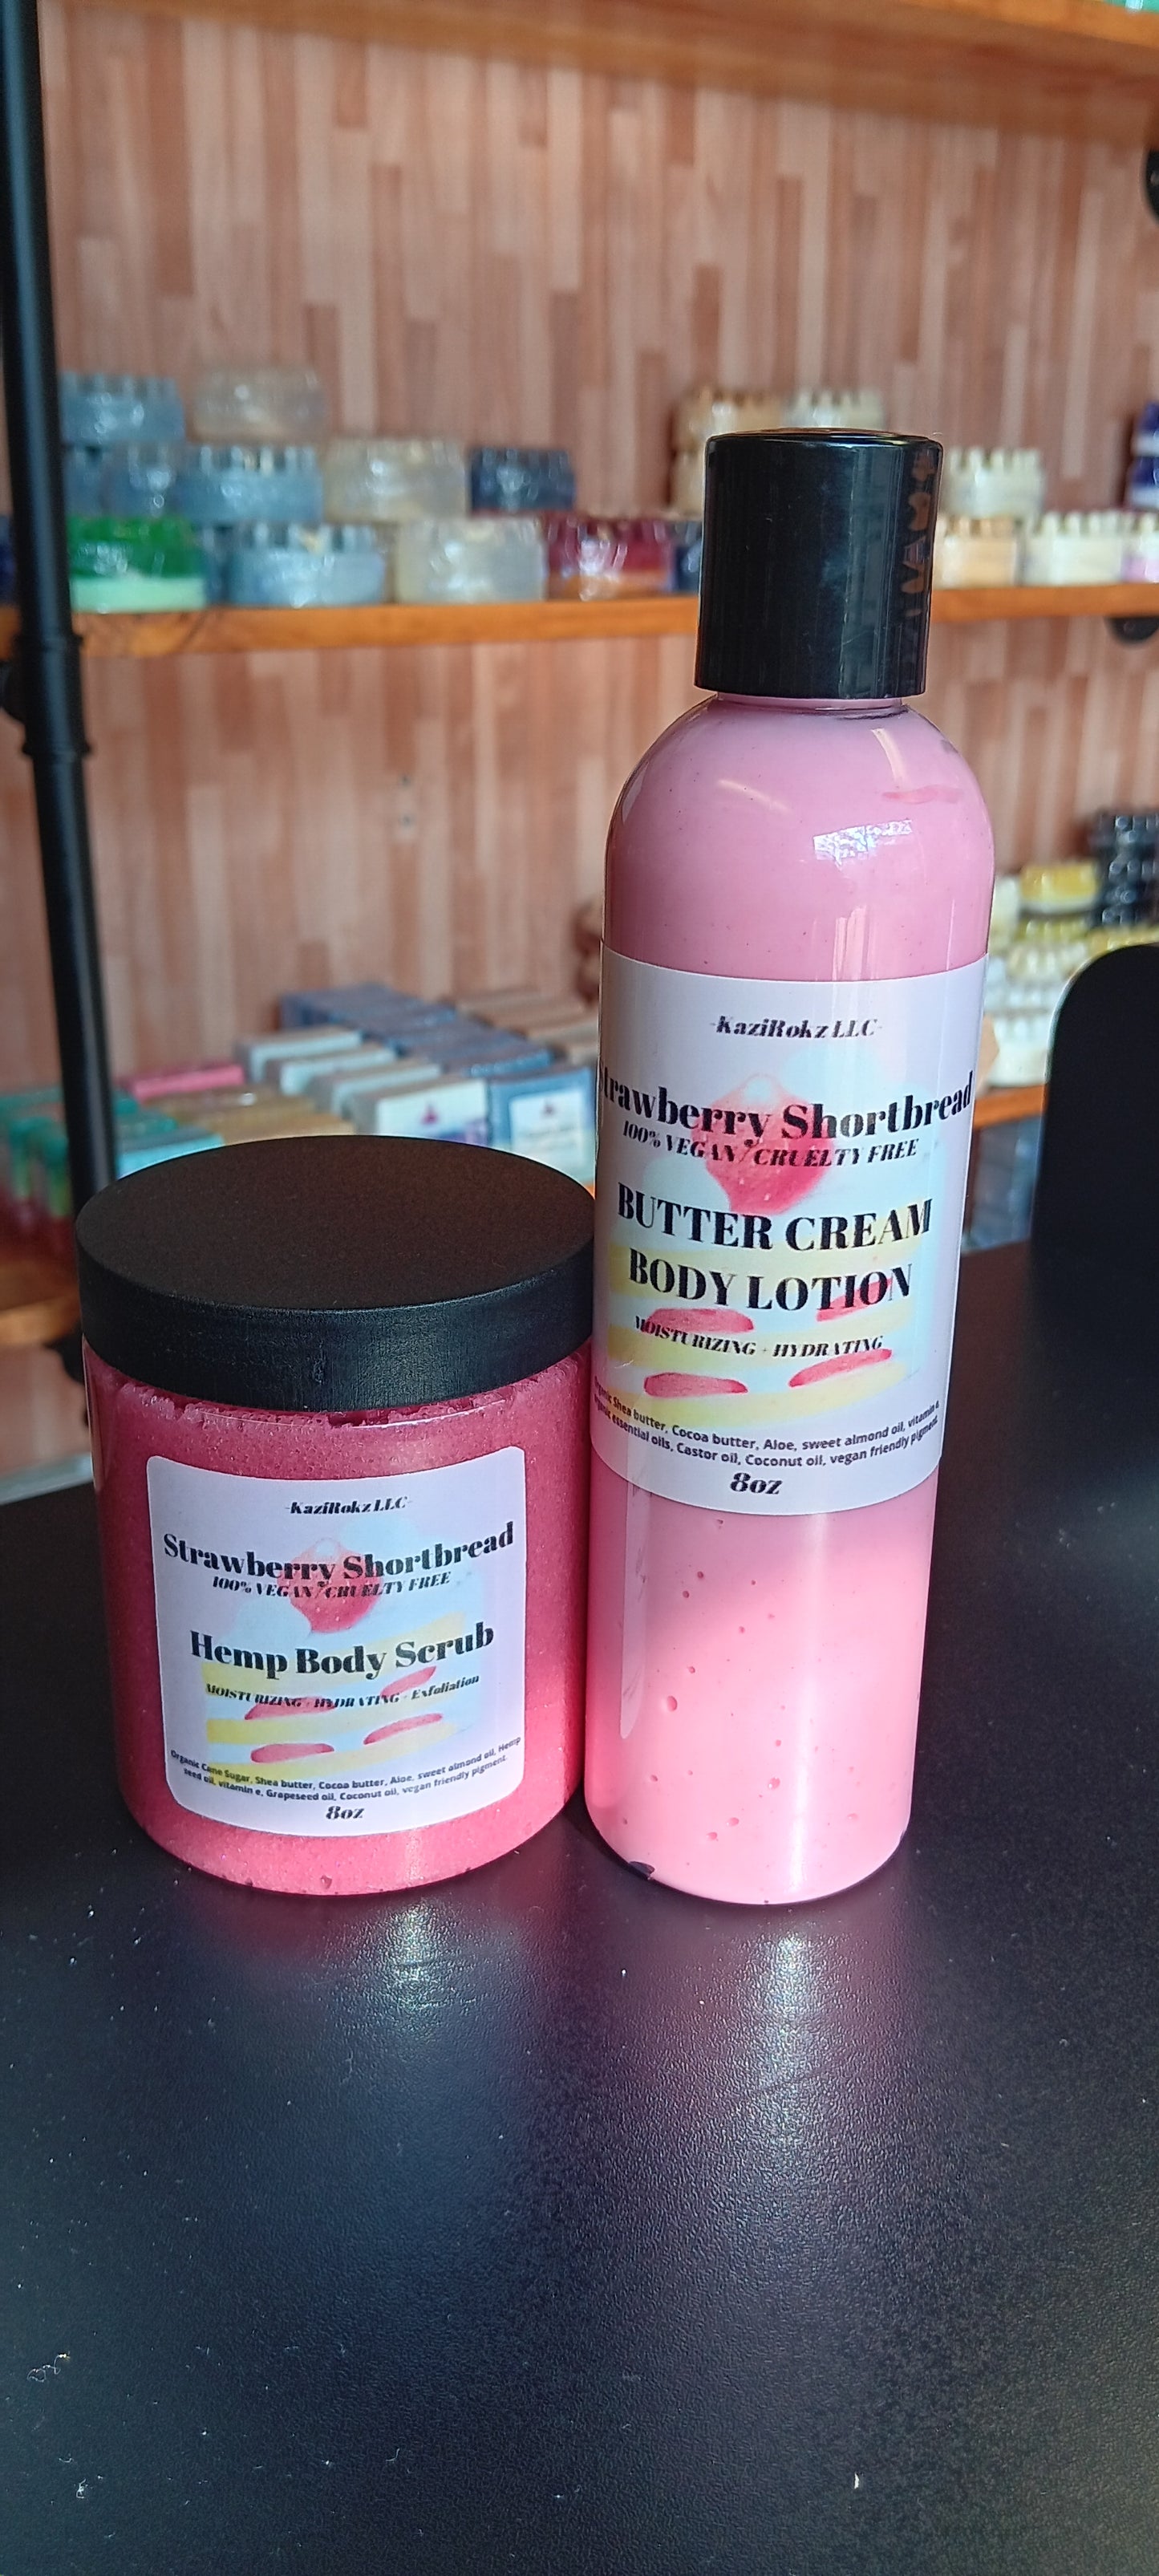 -KaziRokz LLC-
Strawberry Shortbread
100% VEGAN/CRUELTY FREE
Hemp Body Scrub
MOISTURIZING - HYDRATING - Exfoliation
Organic Cane Sugar, Shea butter, Cocoa butter, Aloe, sweet almond oil, Hemp
seed oil, vitamin e, Grapeseed oil, Coconut oil, vegan friendly pigment.
8oz
-KaziRokz LLC-
trawberry Shortbread
100% VEGAN/CRUELTY FREE
BUTTER CREAM
BODY LOTION
MOISTURIZING - HYDRATING
Shea butter, Cocoa butter, Aloe, sweet almond oil, vitamin e
essential oils, Castor oil, Coconut oil, vegan friendly pigment
8oz